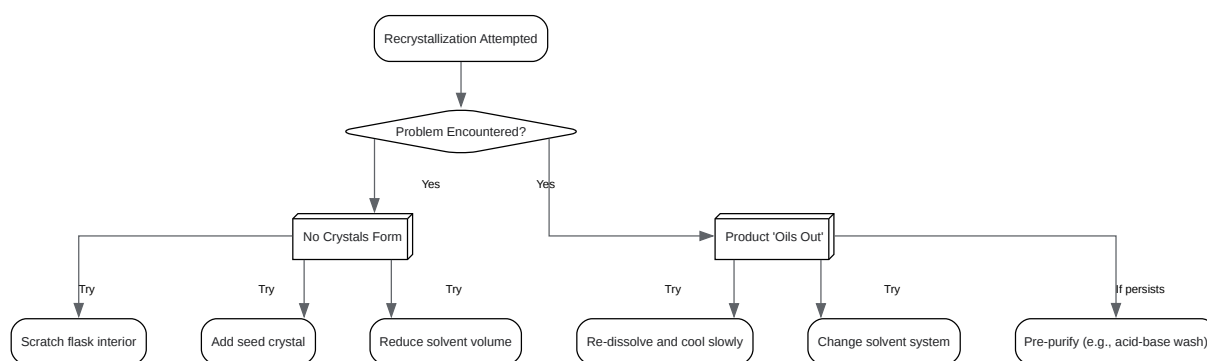 Recrystallization Attempted
Problem Encountered?
Yes
Yes
No Crystals Form
Product 'Oils Out'
Try
Try
Try
Try
Try
If persists
Scratch flask interior
Add seed crystal
Reduce solvent volume
Re-dissolve and cool slowly
Change solvent system
Pre-purify (e.g., acid-base wash)